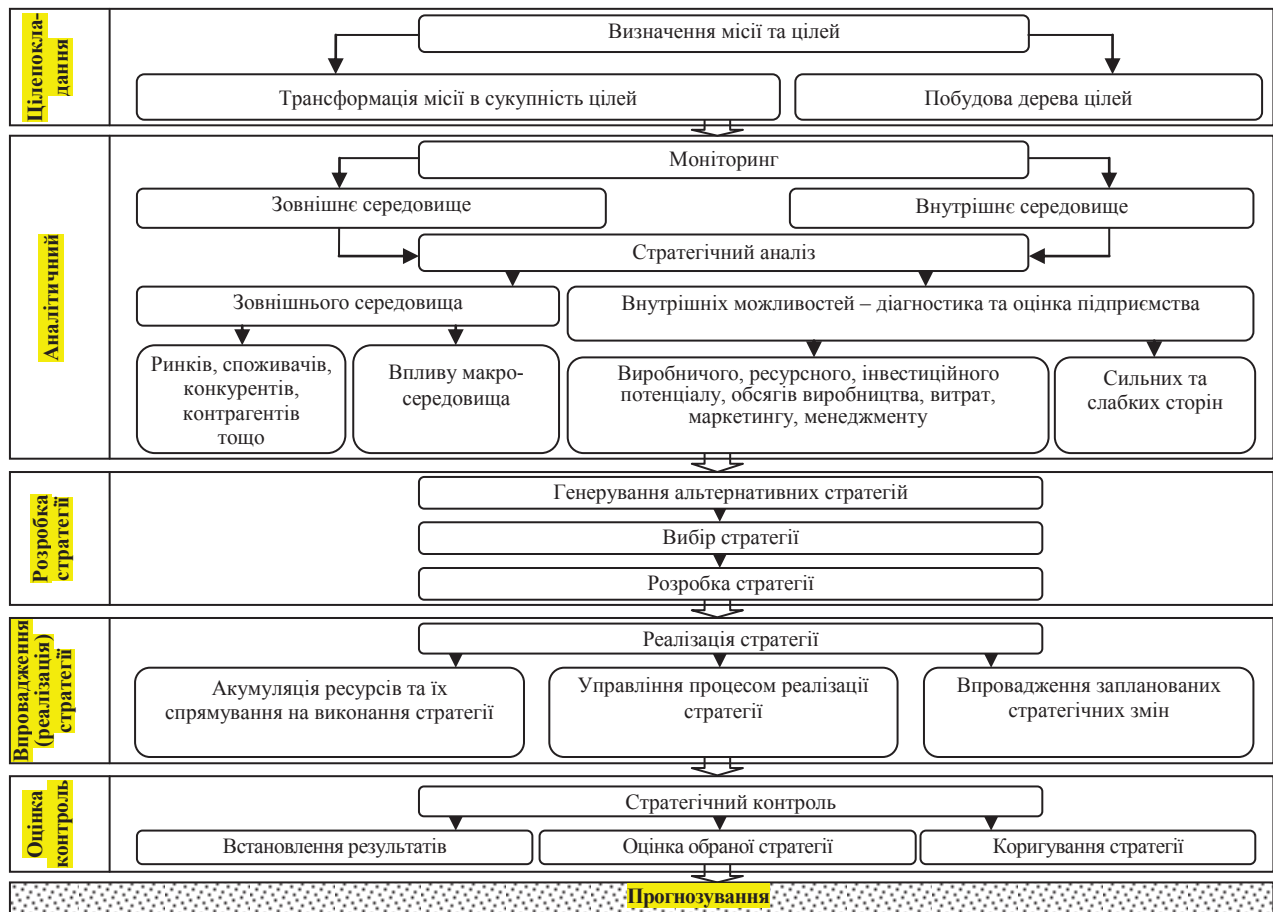 Цілепокла-
дання
Визначення місії та цілей
Трансформація місії в сукупність цілей
Побудова дерева цілей
Аналітичний
Моніторинг
Зовнішнє середовище
Внутрішнє середовище
Стратегічний аналіз
Зовнішнього середовища
Внутрішніх можливостей – діагностика та оцінка підприємства
Ринків, споживачів,
конкурентів,
контрагентів
тощо
Впливу макро-
середовища
Виробничого, ресурсного, інвестиційного
потенціалу, обсягів виробництва, витрат,
маркетингу, менеджменту
Сильних та
слабких сторін
Розробка
стратегії
Генерування альтернативних стратегій
Вибір стратегії
Розробка стратегії
Впровадження
(реалізація)
стратегії
Реалізація стратегії
Акумуляція ресурсів та їх
спрямування на виконання стратегії
Управління процесом реалізації
стратегії
Впровадження запланованих
стратегічних змін
Оцінка
контроль
Стратегічний контроль
Встановлення результатів
Оцінка обраної стратегії
Коригування стратегії
Прогнозування